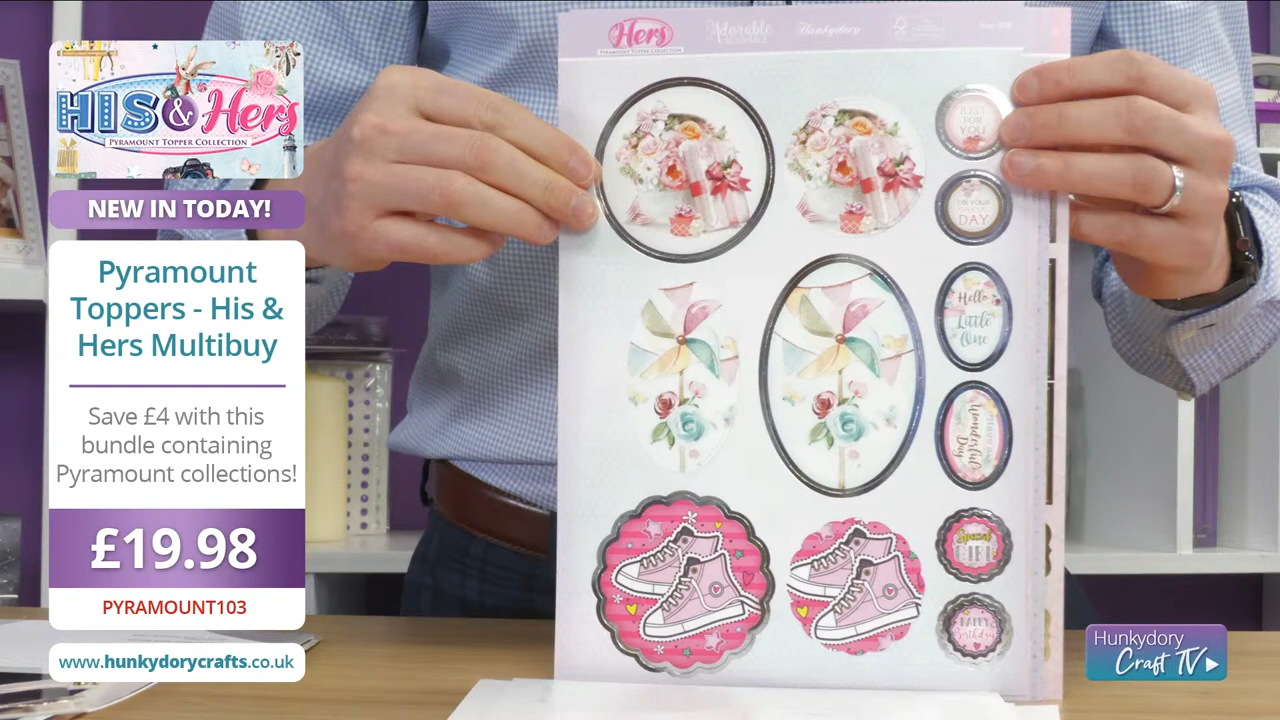 HIS & Hers
PYRAMOUNT TOPPER COLLECTION
NEW IN TODAY!
Pyramount
Toppers - His &
Hers Multibuy
Save £4 with this
bundle containing
Pyramount collections!
£19.98
PYRAMOUNT103
www.hunkydorycrafts.co.uk
Hers
PYRAMOUNT TOPPER COLLECTION
Adorable
Hunkydory
JUST
FOR
YOU
ON YOUR
SPECIAL
DAY
Hello
Little
One
Have a
Wonderful
Day
Special
GIRL
HAPPY
Birthday
Hunkydory
Craft TV